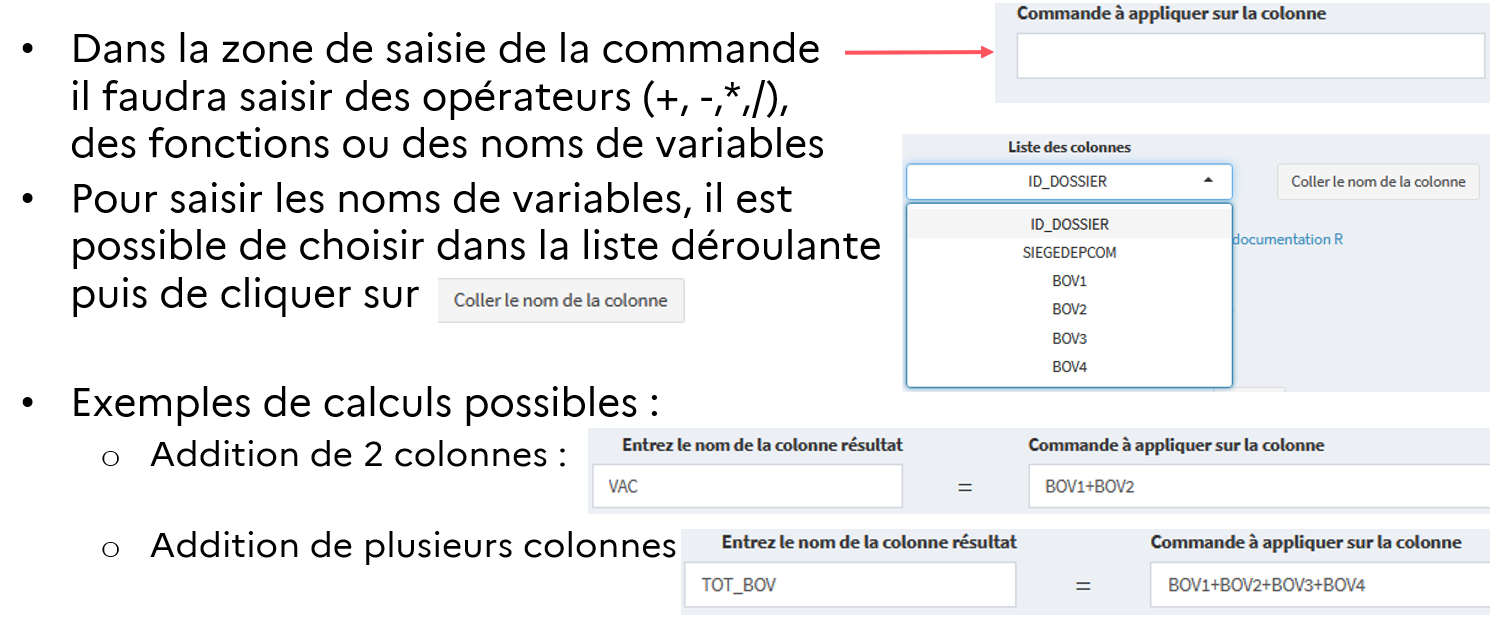 Commande à appliquer sur la colonne
• Dans la zone de saisie de la commande
il faudra saisir des opérateurs (+, -,*,/),
des fonctions ou des noms de variables
Liste des colonnes
ID_DOSSIER
Coller le nom de la colonne
ID_DOSSIER
SIEGEDEPCOM
BOV1
BOV2
BOV3
BOV4
documentation R
• Pour saisir les noms de variables, il est
possible de choisir dans la liste déroulante
puis de cliquer sur Coller le nom de la colonne
• Exemples de calculs possibles :
o Addition de 2 colonnes :
Entrez le nom de la colonne résultat
Commande à appliquer sur la colonne
VAC = BOV1+BOV2
o Addition de plusieurs colonnes
Entrez le nom de la colonne résultat
Commande à appliquer sur la colonne
TOT_BOV = BOV1+BOV2+BOV3+BOV4